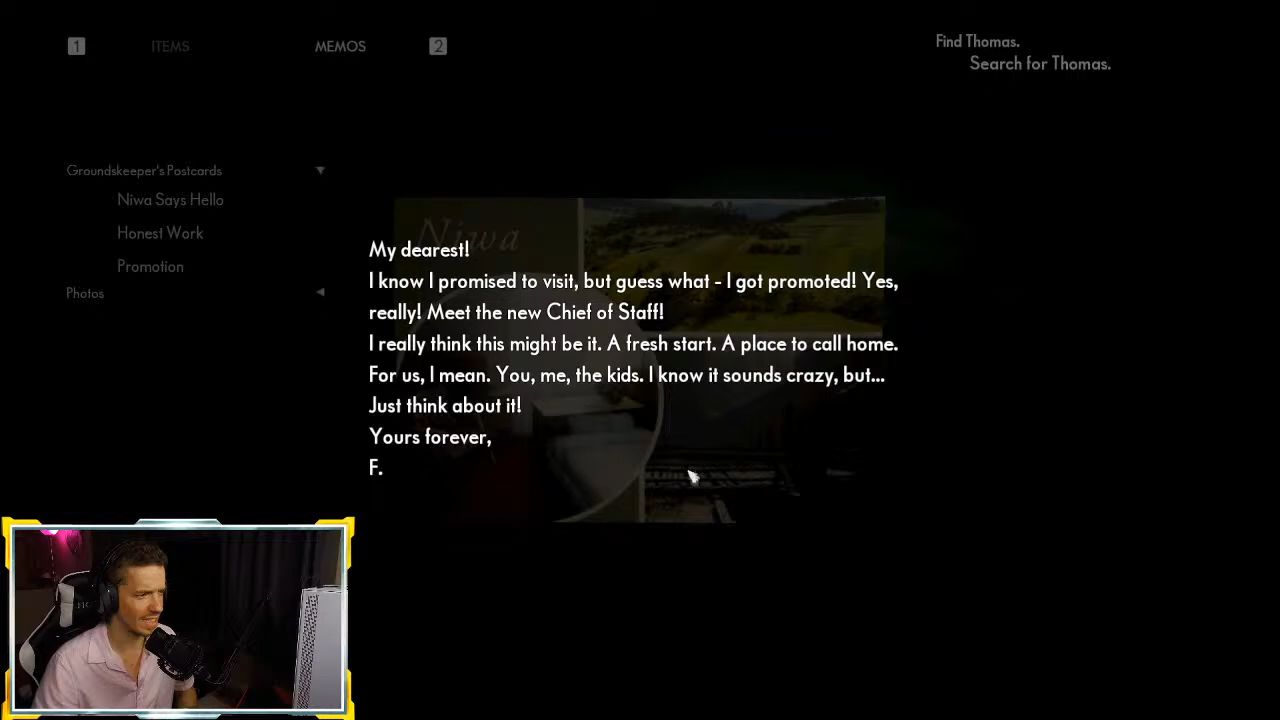 1 ITEMS MEMOS 2
Find Thomas.
Search for Thomas.
Groundskeeper's Postcards
Niwa Says Hello
Honest Work
Promotion
Photos
Niwa
My dearest!
I know I promised to visit, but guess what - I got promoted! Yes,
really! Meet the new Chief of Staff!
I really think this might be it. A fresh start. A place to call home.
For us, I mean. You, me, the kids. I know it sounds crazy, but...
Just think about it!
Yours forever,
F.